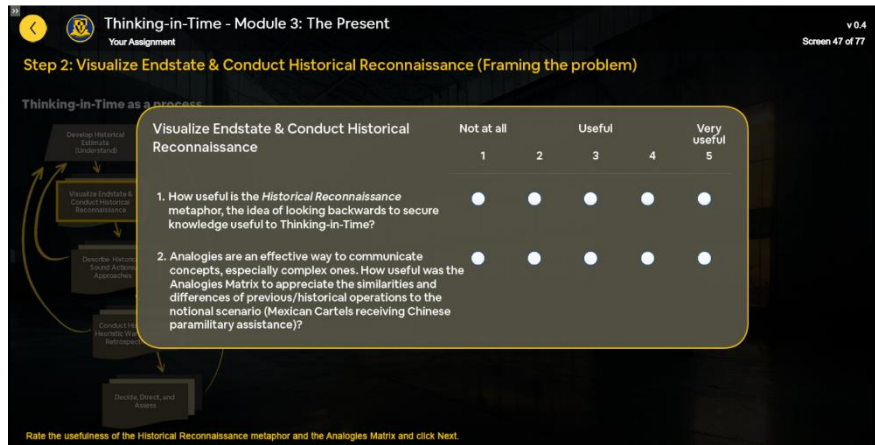 Thinking-in-Time - Module 3: The Present
Your Assignment
v 0.4
Screen 47 of 77
Step 2: Visualize Endstate & Conduct Historical Reconnaissance (Framing the problem)
Thinking-in-Time as a process
Develop Historical
Estimate
(Understand)
Visualize Endstate &
Conduct Historical
Reconnaissance
Describe
Sound Actions
Approaches
Conduct
Heuristic
Decide, Direct, and
Assess
Visualize Endstate & Conduct Historical
Reconnaissance
Not at all
Useful
Very
useful
1
2
3
4
5
1. How useful is the Historical Reconnaissance
metaphor, the idea of looking backwards to secure
knowledge useful to Thinking-in-Time?
2. Analogies are an effective way to communicate
concepts, especially complex ones. How useful was the
Analogies Matrix to appreciate the similarities and
differences of previous/historical operations to the
notional scenario (Mexican Cartels receiving Chinese
paramilitary assistance)?
Rate the usefulness of the Historical Reconnaissance metaphor and the Analogies Matrix and click Next.